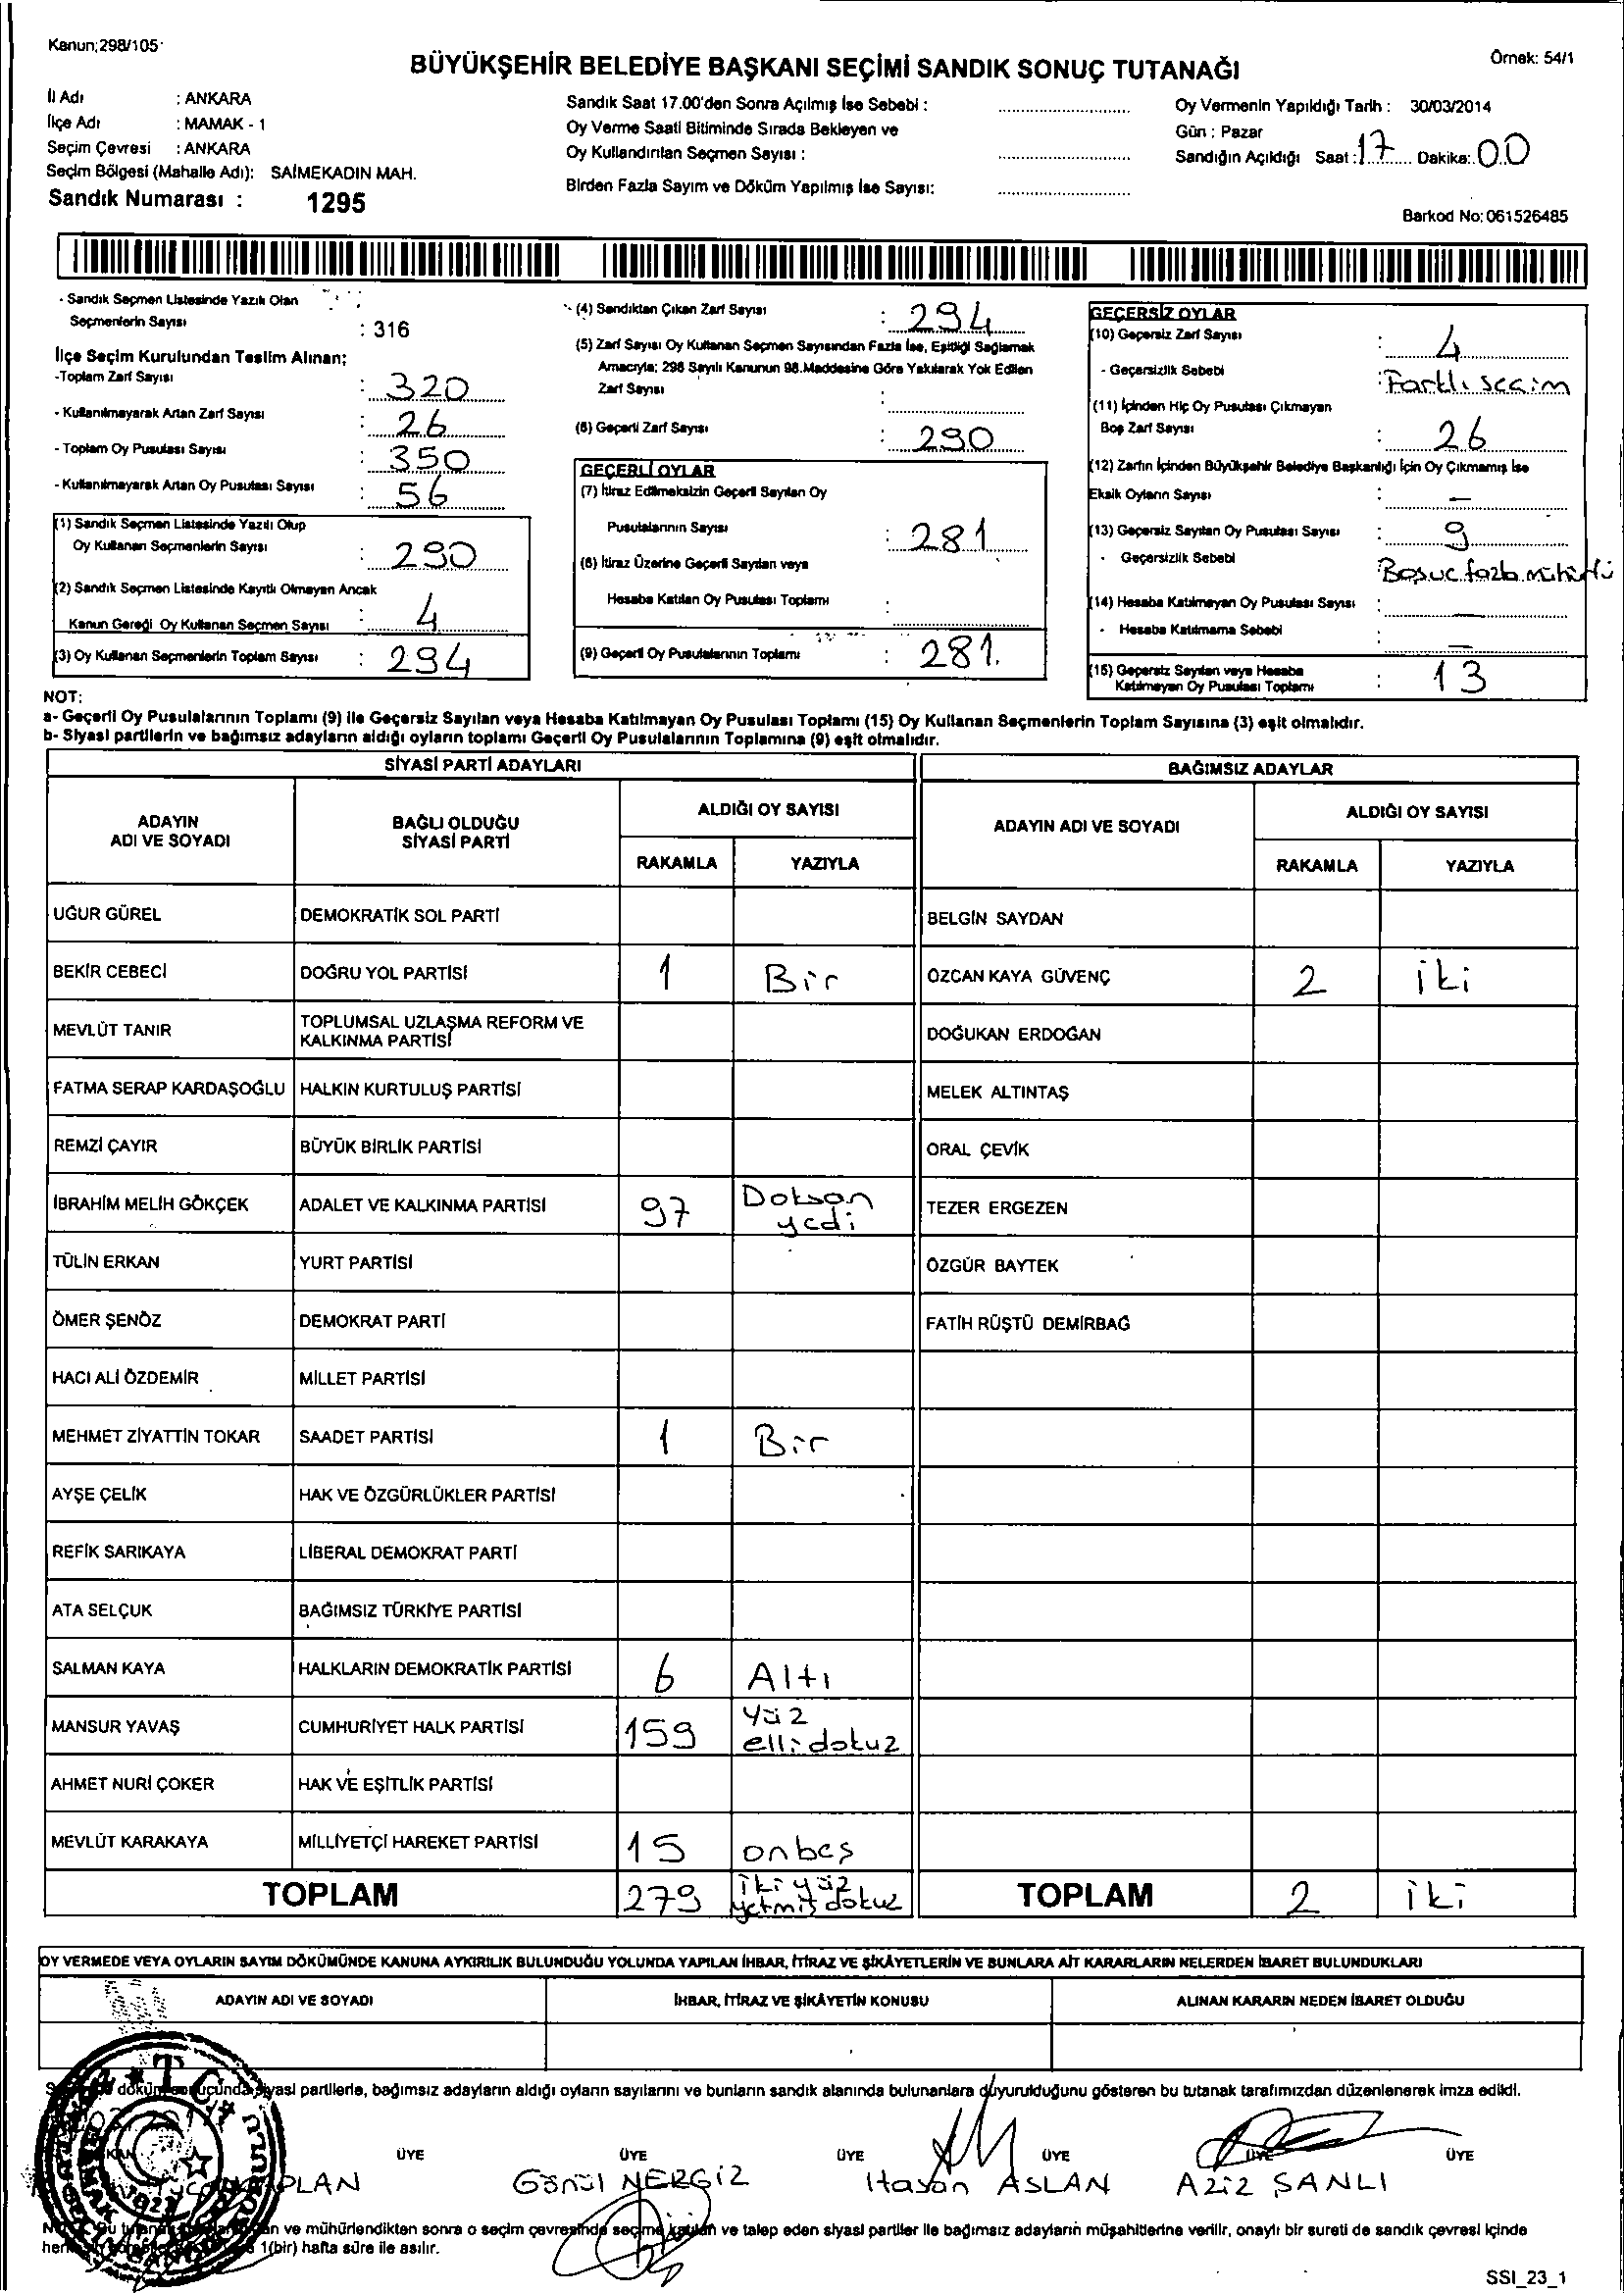 Kanun;298/105
Örnek: 54/1
BÜYÜKŞEHİR BELEDİYE BAŞKANI SEÇİMİ SANDIK SONUÇ TUTANAĞI
İl Adı : ANKARA
İlçe Adı : MAMAK - 1
Seçim Çevresi : ANKARA
Seçim Bölgesi (Mahalle Adı): SAİMEKADIN MAH.
Sandık Numarası : 1295
Sandık Saat 17.00'den Sonra Açılmış İse Sebebi :
Oy Verme Saati Bitiminde Sırada Bekleyen ve
Oy Kullandırılan Seçmen Sayısı :
Birden Fazla Sayım ve Döküm Yapılmış İse Sayısı:
Oy Vermenin Yapıldığı Tarih : 30/03/2014
Gün : Pazar
Sandığın Açıldığı Saat : 17 Dakika: 00
Barkod No: 061526485
- Sandık Seçmen Listesinde Yazılı Olan
Seçmenlerin Sayısı : 316
İlçe Seçim Kurulundan Teslim Alınan;
-Toplam Zarf Sayısı : 320
- Kullanılmayarak Artan Zarf Sayısı : 26
- Toplam Oy Pusulası Sayısı : 350
- Kullanılmayarak Artan Oy Pusulası Sayısı : 56
(1) Sandık Seçmen Listesinde Yazılı Olup
Oy Kullanan Seçmenlerin Sayısı : 290
(2) Sandık Seçmen Listesinde Kayıtlı Olmayan Ancak
Kanun Gereği Oy Kullanan Seçmen Sayısı : 4
(3) Oy Kullanan Seçmenlerin Toplam Sayısı : 294
(4) Sandıktan Çıkan Zarf Sayısı : 294
(5) Zarf Sayısı Oy Kullanan Seçmen Sayısından Fazla İse, Eşitliği Sağlamak
Amacıyla; 298 Sayılı Kanunun 98.Maddesine Göre Yakılarak Yok Edilen
Zarf Sayısı :
(6) Geçerli Zarf Sayısı : 290
GEÇERLİ OYLAR
(7) İtiraz Edilmeksizin Geçerli Sayılan Oy
Pusulalarının Sayısı : 281
(8) İtiraz Üzerine Geçerli Sayılan veya
Hesaba Katılan Oy Pusulası Toplamı :
(9) Geçerli Oy Pusulalarının Toplamı : 281.
GEÇERSİZ OYLAR
(10) Geçersiz Zarf Sayısı : 4
- Geçersizlik Sebebi : Farklı seçim
(11) İçinden Hiç Oy Pusulası Çıkmayan
Boş Zarf Sayısı : 26
(12) Zarfın İçinden Büyükşehir Belediye Başkanlığı İçin Oy Çıkmamış İse
Eksik Oyların Sayısı : —
(13) Geçersiz Sayılan Oy Pusulası Sayısı : 9
- Geçersizlik Sebebi : Boş ve fazla mühürlü
(14) Hesaba Katılmayan Oy Pusulası Sayısı : —
- Hesaba Katılmama Sebebi : —
(15) Geçersiz Sayılan veya Hesaba
Katılmayan Oy Pusulası Toplamı : 13
NOT:
a- Geçerli Oy Pusulalarının Toplamı (9) ile Geçersiz Sayılan veya Hesaba Katılmayan Oy Pusulası Toplamı (15) Oy Kullanan Seçmenlerin Toplam Sayısına (3) eşit olmalıdır.
b- Siyasi partilerin ve bağımsız adayların aldığı oyların toplamı Geçerli Oy Pusulalarının Toplamına (9) eşit olmalıdır.
SİYASİ PARTİ ADAYLARI
BAĞIMSIZ ADAYLAR
ADAYIN ADI VE SOYADI
BAĞLI OLDUĞU SİYASİ PARTİ
ALDIĞI OY SAYISI
RAKAMLA YAZIYLA
ADAYIN ADI VE SOYADI
ALDIĞI OY SAYISI
RAKAMLA YAZIYLA
UĞUR GÜREL DEMOKRATİK SOL PARTİ BELGİN SAYDAN
BEKİR CEBECİ DOĞRU YOL PARTİSİ 1 Bir ÖZCAN KAYA GÜVENÇ 2 iki
MEVLÜT TANIR TOPLUMSAL UZLAŞMA REFORM VE KALKINMA PARTİSİ DOĞUKAN ERDOĞAN
FATMA SERAP KARDAŞOĞLU HALKIN KURTULUŞ PARTİSİ MELEK ALTINTAŞ
REMZİ ÇAYIR BÜYÜK BİRLİK PARTİSİ ORAL ÇEVİK
İBRAHİM MELİH GÖKÇEK ADALET VE KALKINMA PARTİSİ 97 Doksan yedi TEZER ERGEZEN
TÜLİN ERKAN YURT PARTİSİ ÖZGÜR BAYTEK
ÖMER ŞENÖZ DEMOKRAT PARTİ FATİH RÜŞTÜ DEMİRBAĞ
HACI ALİ ÖZDEMİR MİLLET PARTİSİ
MEHMET ZİYATTİN TOKAR SAADET PARTİSİ 1 Bir
AYŞE ÇELİK HAK VE ÖZGÜRLÜKLER PARTİSİ
REFİK SARIKAYA LİBERAL DEMOKRAT PARTİ
ATA SELÇUK BAĞIMSIZ TÜRKİYE PARTİSİ
SALMAN KAYA HALKLARIN DEMOKRATİK PARTİSİ 6 Altı
MANSUR YAVAŞ CUMHURİYET HALK PARTİSİ 159 yüz elli dokuz
AHMET NURİ ÇOKER HAK VE EŞİTLİK PARTİSİ
MEVLÜT KARAKAYA MİLLİYETÇİ HAREKET PARTİSİ 15 onbeş
TOPLAM 279 iki yüz yetmiş dokuz TOPLAM 2 iki
OY VERMEDE VEYA OYLARIN SAYIM DÖKÜMÜNDE KANUNA AYKIRILIK BULUNDUĞU YOLUNDA YAPILAN İHBAR, İTİRAZ VE ŞİKÂYETLERİN VE BUNLARA AİT KARARLARIN NELERDEN İBARET BULUNDUKLARI
ADAYIN ADI VE SOYADI İHBAR, İTİRAZ VE ŞİKÂYETİN KONUSU ALINAN KARARIN NEDEN İBARET OLDUĞU
siyasi partilerle, bağımsız adayların aldığı oyların sayılarını ve bunların sandık alanında bulunanlara duyurulduğunu gösteren bu tutanak tarafımızdan düzenlenerek imza edildi.
ÜYE ÜYE ÜYE ÜYE ÜYE ÜYE
Gönül NERGİZ Hasan ASLAN Aziz ŞANLI
ve mühürlendikten sonra o seçim çevresinde seçime katılan ve talep eden siyasi partiler ile bağımsız adayların müşahitlerine verilir, onaylı bir sureti de sandık çevresi içinde
1(bir) hafta süre ile asılır.
SSI_23_1